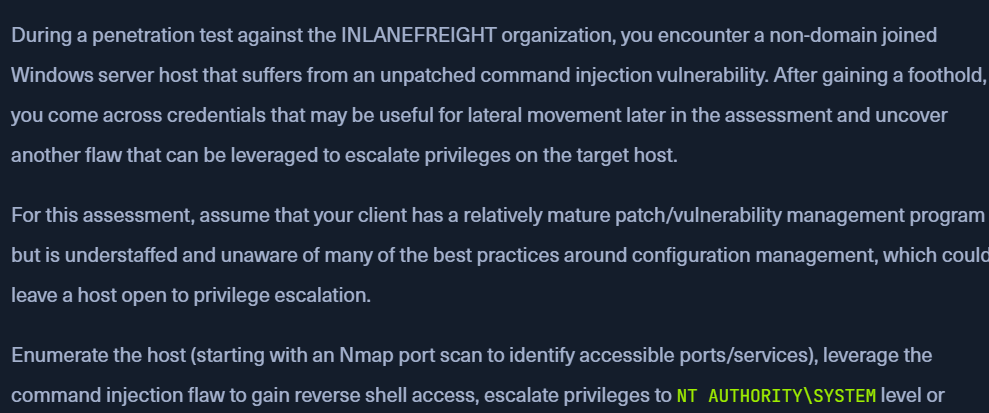 During a penetration test against the INLANEFREIGHT organization, you encounter a non-domain joined
Windows server host that suffers from an unpatched command injection vulnerability. After gaining a foothold,
you come across credentials that may be useful for lateral movement later in the assessment and uncover
another flaw that can be leveraged to escalate privileges on the target host.
For this assessment, assume that your client has a relatively mature patch/vulnerability management program
but is understaffed and unaware of many of the best practices around configuration management, which could
leave a host open to privilege escalation.
Enumerate the host (starting with an Nmap port scan to identify accessible ports/services), leverage the
command injection flaw to gain reverse shell access, escalate privileges to NT AUTHORITY\SYSTEM level or